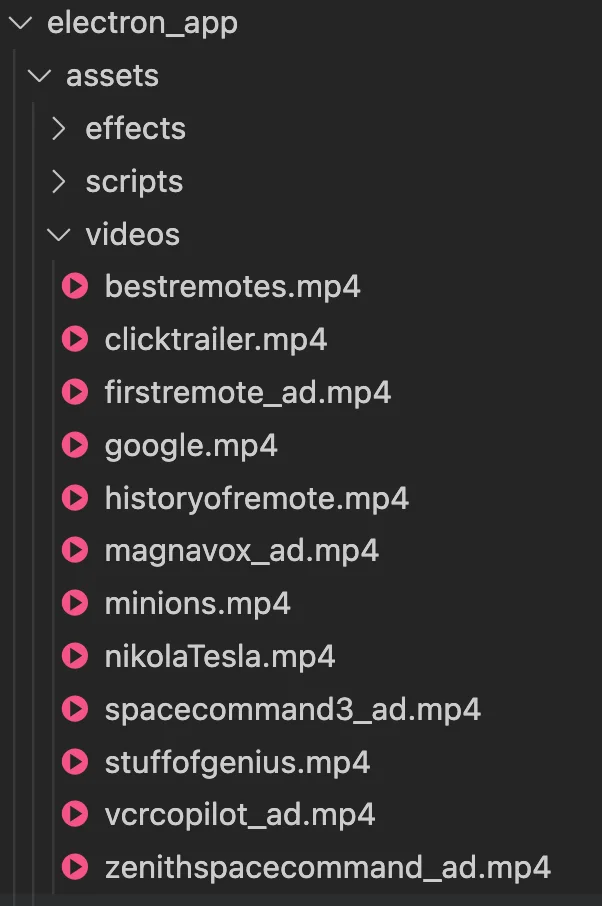 electron_app
assets
effects
scripts
videos
bestremotes.mp4
clicktrailer.mp4
firstremote_ad.mp4
google.mp4
historyofremote.mp4
magnavox_ad.mp4
minions.mp4
nikolaTesla.mp4
spacecommand3_ad.mp4
stuffofgenius.mp4
vcrcopilot_ad.mp4
zenithspacecommand_ad.mp4